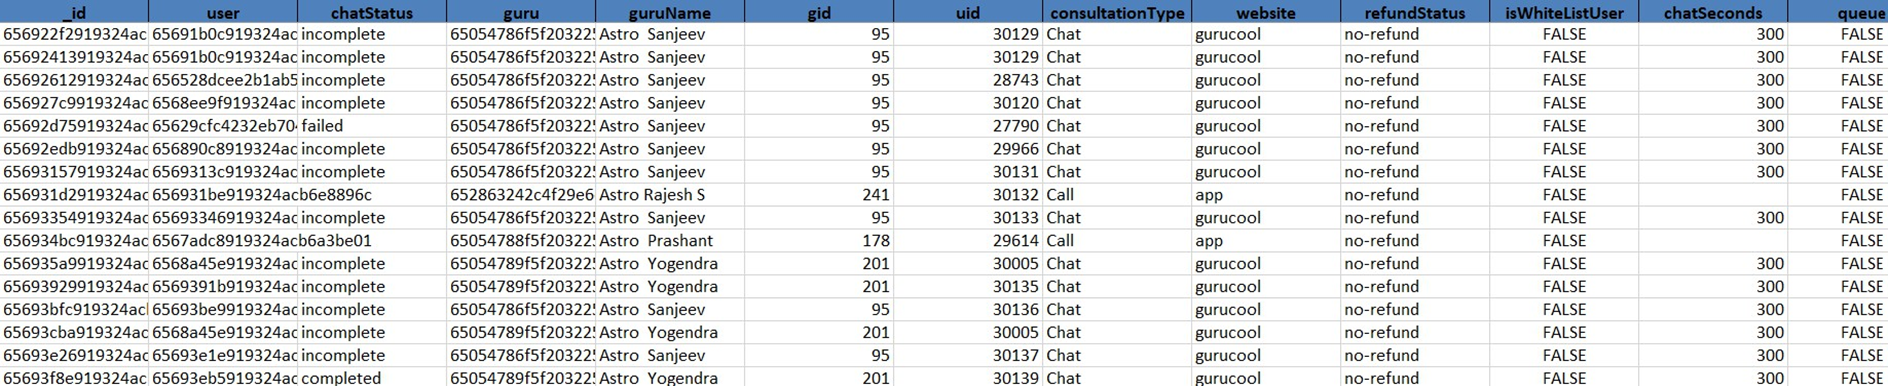 _id user chatStatus guru guruName gid uid consultationType website refundStatus isWhiteListUser chatSeconds queue
656922f2919324ac 65691b0c919324ac incomplete 65054786f5f20322 Astro Sanjeev 95 30129 Chat gurucool no-refund FALSE 300 FALSE
65692413919324ac 65691b0c919324ac incomplete 65054786f5f20322 Astro Sanjeev 95 30129 Chat gurucool no-refund FALSE 300 FALSE
65692612919324ac 656528dcee2b1ab5 incomplete 65054786f5f20322 Astro Sanjeev 95 28743 Chat gurucool no-refund FALSE 300 FALSE
656927c9919324ac 6568ee9f919324ac incomplete 65054786f5f20322 Astro Sanjeev 95 30120 Chat gurucool no-refund FALSE 300 FALSE
65692d75919324ac 65629cfc4232eb70 failed 65054786f5f20322 Astro Sanjeev 95 27790 Chat gurucool no-refund FALSE 300 FALSE
65692edb919324ac 656890c8919324ac incomplete 65054786f5f20322 Astro Sanjeev 95 29966 Chat gurucool no-refund FALSE 300 FALSE
65693157919324ac 6569313c919324ac incomplete 65054786f5f20322 Astro Sanjeev 95 30131 Chat gurucool no-refund FALSE 300 FALSE
656931d2919324ac 656931be919324acb6e8896c 652863242c4f29e6 Astro Rajesh S 241 30132 Call app no-refund FALSE FALSE
65693354919324ac 65693346919324ac incomplete 65054786f5f20322 Astro Sanjeev 95 30133 Chat gurucool no-refund FALSE 300 FALSE
656934bc919324ac 6567adc8919324acb6a3be01 65054788f5f20322 Astro Prashant 178 29614 Call app no-refund FALSE FALSE
656935a9919324ac 6568a45e919324ac incomplete 65054789f5f20322 Astro Yogendra 201 30005 Chat gurucool no-refund FALSE 300 FALSE
65693929919324ac 6569391b919324ac incomplete 65054789f5f20322 Astro Yogendra 201 30135 Chat gurucool no-refund FALSE 300 FALSE
65693bfc919324ac 65693be9919324ac incomplete 65054786f5f20322 Astro Sanjeev 95 30136 Chat gurucool no-refund FALSE 300 FALSE
65693cba919324ac 6568a45e919324ac incomplete 65054789f5f20322 Astro Yogendra 201 30005 Chat gurucool no-refund FALSE 300 FALSE
65693e26919324ac 65693e1e919324ac incomplete 65054786f5f20322 Astro Sanjeev 95 30137 Chat gurucool no-refund FALSE 300 FALSE
65693f8e919324ac 65693eb5919324ac completed 65054789f5f20322 Astro Yogendra 201 30139 Chat gurucool no-refund FALSE 300 FALSE